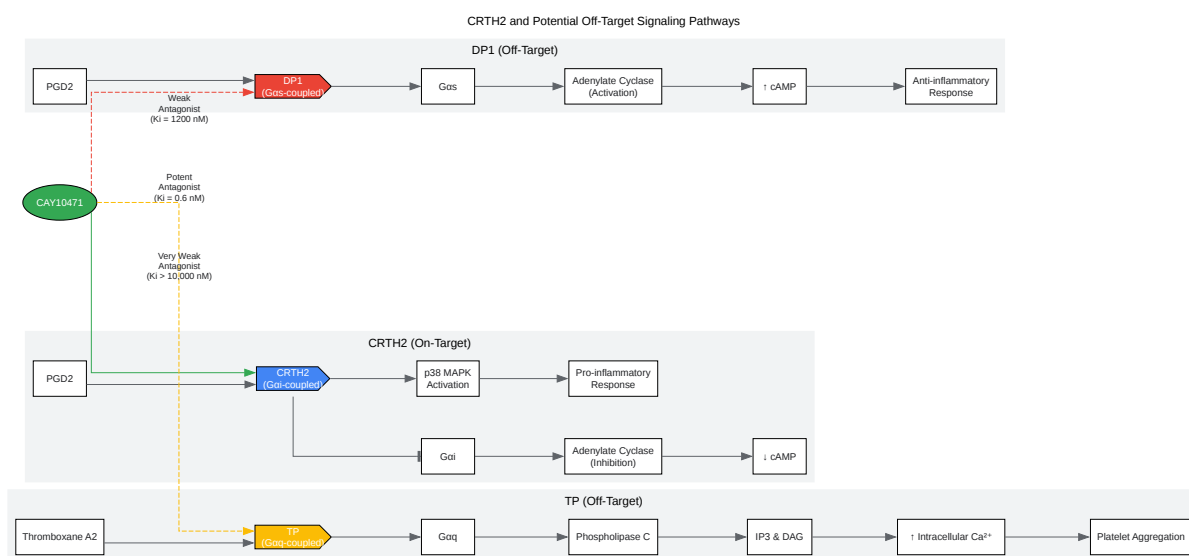 CRTH2 and Potential Off-Target Signaling Pathways
DP1 (Off-Target)
PGD2
DP1
(Gαs-coupled)
Gαs
Adenylate Cyclase
(Activation)
↑ cAMP
Anti-inflammatory
Response
Weak
Antagonist
(Ki = 1200 nM)
CAY10471
Potent
Antagonist
(Ki = 0.6 nM)
Very Weak
Antagonist
(Ki > 10,000 nM)
CRTH2 (On-Target)
PGD2
CRTH2
(Gαi-coupled)
p38 MAPK
Activation
Pro-inflammatory
Response
Gαi
Adenylate Cyclase
(Inhibition)
↓ cAMP
TP (Off-Target)
Thromboxane A2
TP
(Gαq-coupled)
Gαq
Phospholipase C
IP3 & DAG
↑ Intracellular Ca²⁺
Platelet Aggregation